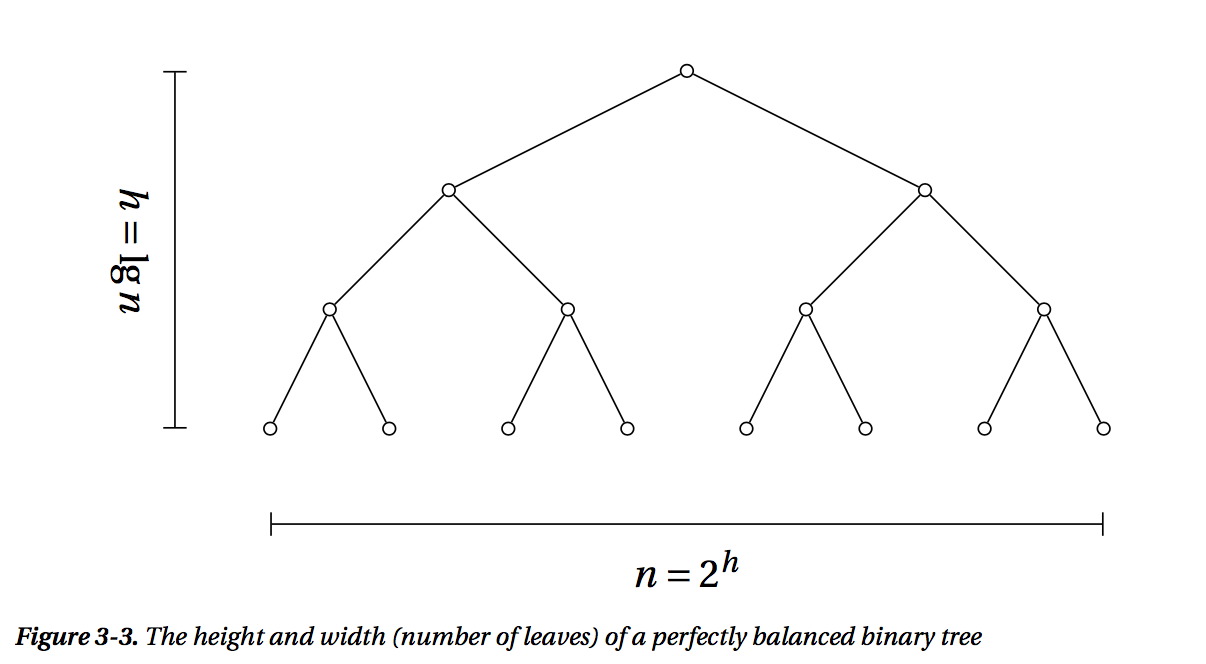 h = lg n
n = 2^h
Figure 3-3. The height and width (number of leaves) of a perfectly balanced binary tree